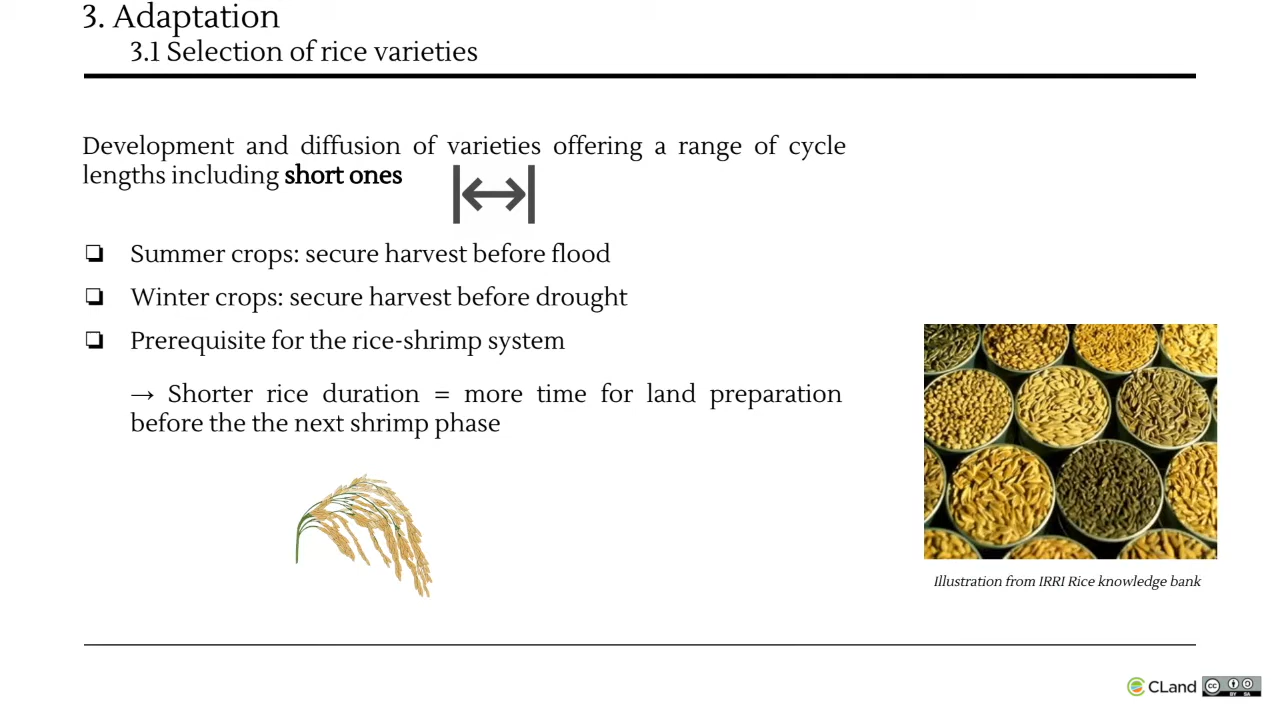 3. Adaptation
3.1 Selection of rice varieties
Development and diffusion of varieties offering a range of cycle
lengths including short ones
❏ Summer crops: secure harvest before flood
❏ Winter crops: secure harvest before drought
❏ Prerequisite for the rice-shrimp system
→ Shorter rice duration = more time for land preparation
before the the next shrimp phase
Illustration from IRRI Rice knowledge bank
CLand
cc BY SA